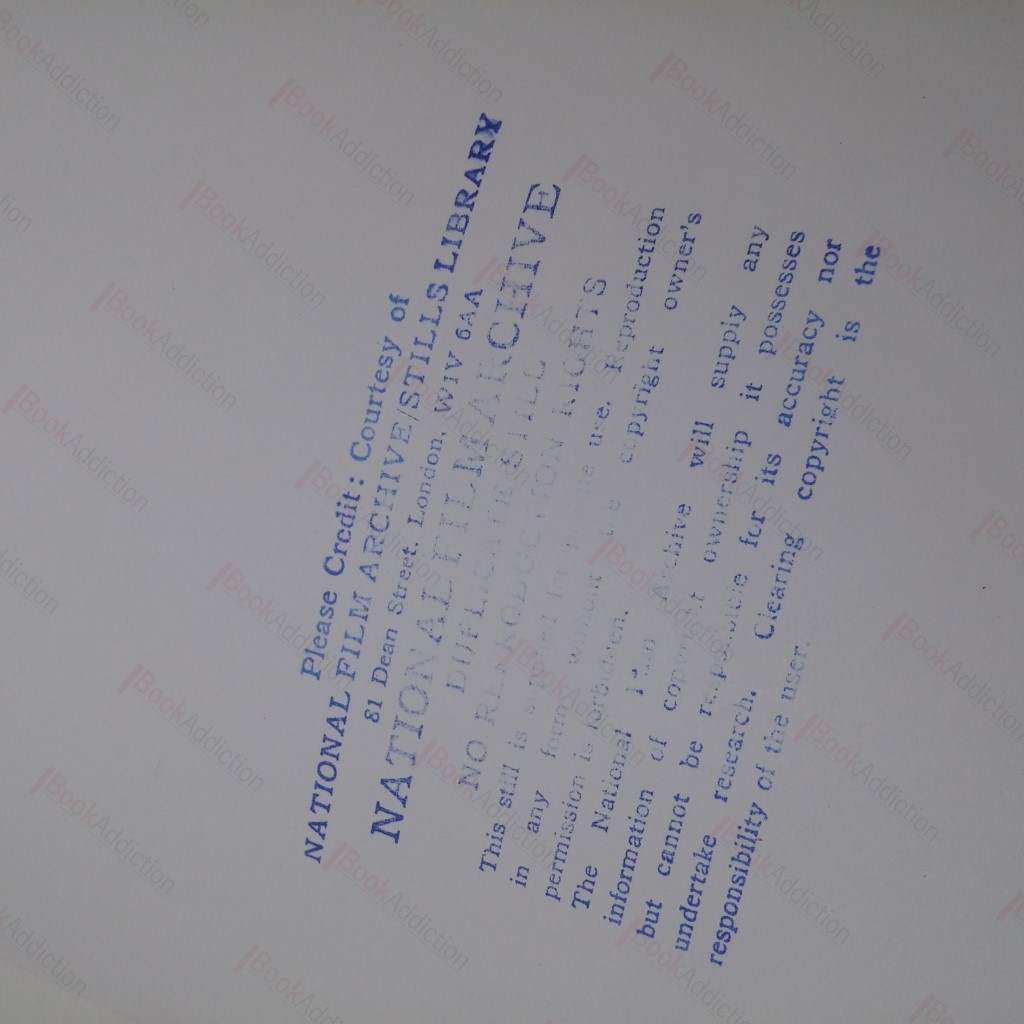 Please Credit: Courtesy of
NATIONAL FILM ARCHIVE/STILLS LIBRARY
81 Dean Street, London, W1V 6AA
NATIONAL FILM ARCHIVE
DUPLICATE STILL
NO REPRODUCTION RIGHTS
This still is supplied for private use. Reproduction
in any form without the copyright owner's
permission is forbidden.
The National Film Archive will supply any
information of copyright ownership it possesses
but cannot be responsible for its accuracy nor
undertake research. Clearing copyright is the
responsibility of the user.
BookAddiction